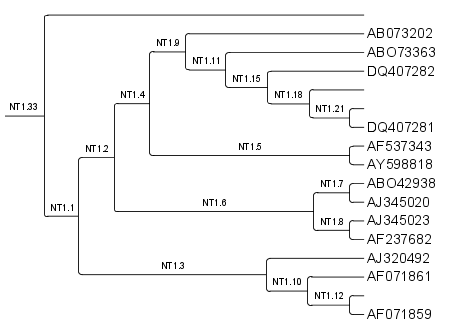 AB073202
NT1.9
ABO73363
NT1.11
DQ407282
NT1.15
NT1.4
NT1.18
NT1.33
NT1.21
DQ407281
AF537343
NT1.2
NT1.5
AY598818
ABO42938
NT1.7
AJ345020
NT1.6
NT1.1
AJ345023
NT1.8
AF237682
AJ320492
NT1.3
AF071861
NT1.10
NT1.12
AF071859